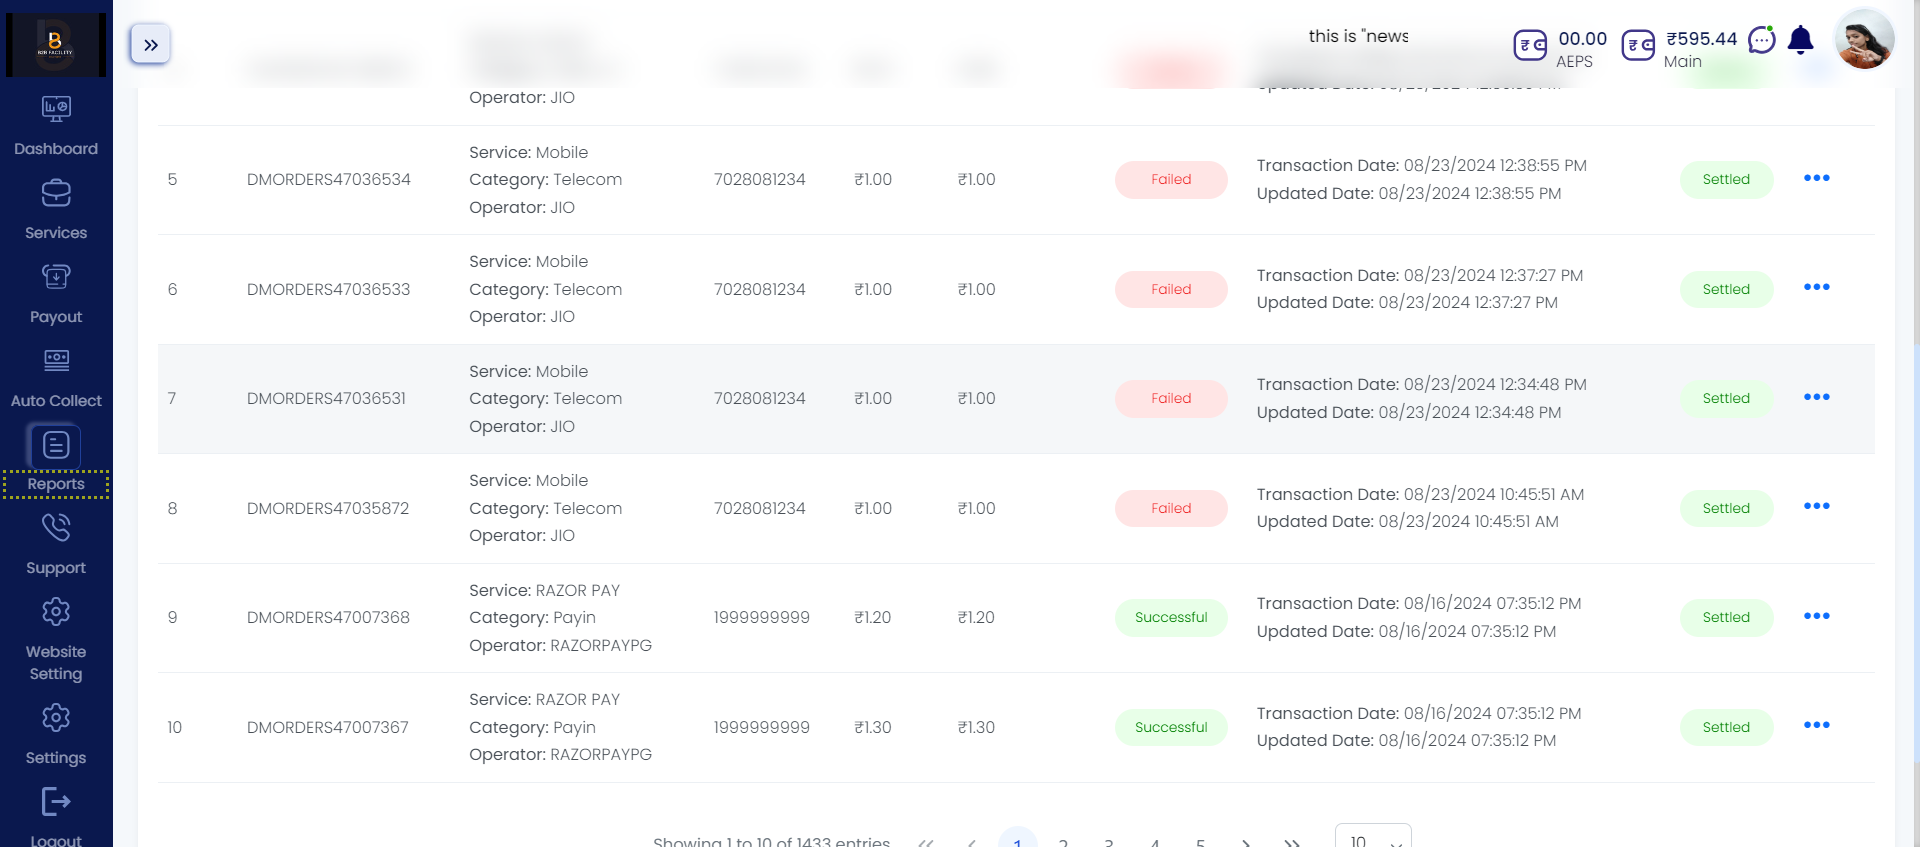 B2B FACILITY
this is "news
00.00
AEPS
₹595.44
Main
Dashboard
Services
Payout
Auto Collect
Reports
Support
Website
Setting
Settings
Logout
Operator: JIO
5
DMORDERS47036534
Service: Mobile
Category: Telecom
Operator: JIO
7028081234
₹1.00
₹1.00
Failed
Transaction Date: 08/23/2024 12:38:55 PM
Updated Date: 08/23/2024 12:38:55 PM
Settled
6
DMORDERS47036533
Service: Mobile
Category: Telecom
Operator: JIO
7028081234
₹1.00
₹1.00
Failed
Transaction Date: 08/23/2024 12:37:27 PM
Updated Date: 08/23/2024 12:37:27 PM
Settled
7
DMORDERS47036531
Service: Mobile
Category: Telecom
Operator: JIO
7028081234
₹1.00
₹1.00
Failed
Transaction Date: 08/23/2024 12:34:48 PM
Updated Date: 08/23/2024 12:34:48 PM
Settled
8
DMORDERS47035872
Service: Mobile
Category: Telecom
Operator: JIO
7028081234
₹1.00
₹1.00
Failed
Transaction Date: 08/23/2024 10:45:51 AM
Updated Date: 08/23/2024 10:45:51 AM
Settled
9
DMORDERS47007368
Service: RAZOR PAY
Category: Payin
Operator: RAZORPAYPG
1999999999
₹1.20
₹1.20
Successful
Transaction Date: 08/16/2024 07:35:12 PM
Updated Date: 08/16/2024 07:35:12 PM
Settled
10
DMORDERS47007367
Service: RAZOR PAY
Category: Payin
Operator: RAZORPAYPG
1999999999
₹1.30
₹1.30
Successful
Transaction Date: 08/16/2024 07:35:12 PM
Updated Date: 08/16/2024 07:35:12 PM
Settled
Showing 1 to 10 of 1433 entries
1 2 3 4 5
10